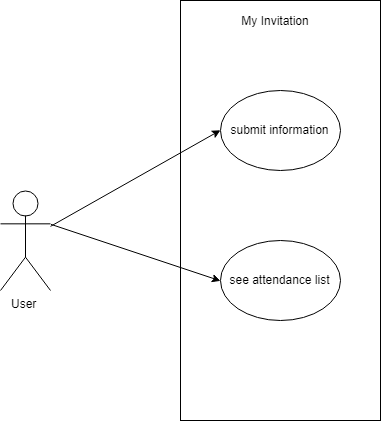 My Invitation
submit information
see attendance list
User